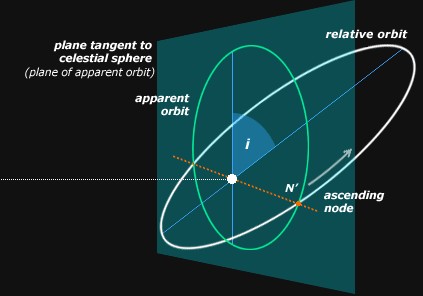 relative orbit
plane tangent to
celestial sphere
(plane of apparent orbit)
apparent
orbit
i
N’
ascending
node